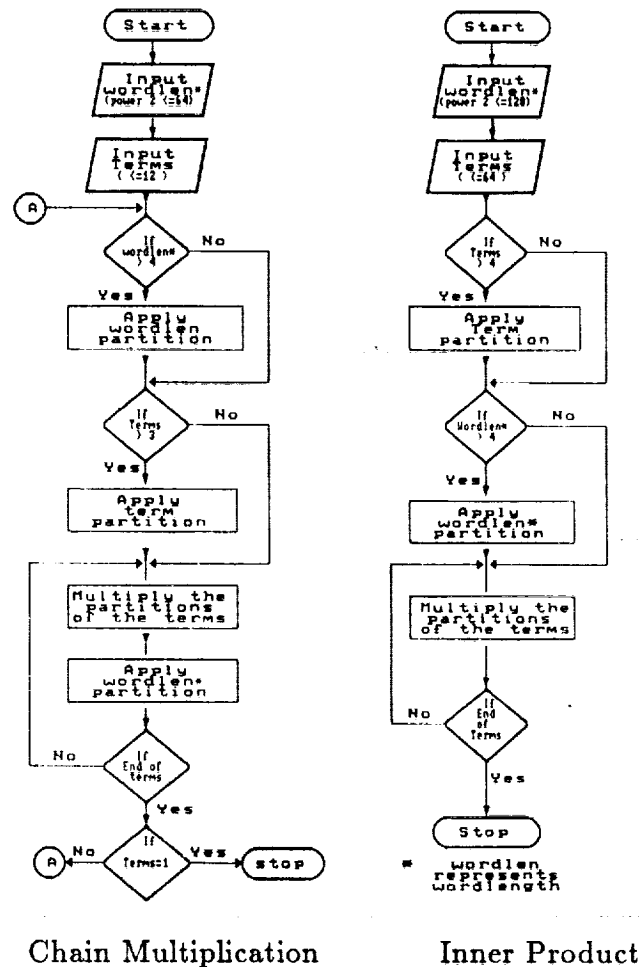 Start
Input
wordlen*
(power 2 <=64)
Input
Terms
( <=12 )
A
If
wordlen*
> 4
No
Yes
Apply
wordlen
partition
If
Terms
> 3
No
Yes
Apply
term
partition
Multiply the
partitions
of the terms
Apply
wordlen*
partition
If
End of
terms
No
Yes
If
Terms=1
No
A
Yes
stop
Chain Multiplication
Start
Input
wordlen*
(power 2 <=128)
Input
Terms
( <=64 )
If
Terms
> 4
No
Yes
Apply
Term
partition
If
Wordlen*
> 4
No
Yes
Apply
wordlen*
partition
Multiply the
partitions
of the terms
If
End
of
Terms
No
Yes
Stop
* wordlen
represents
wordlength
Inner Product